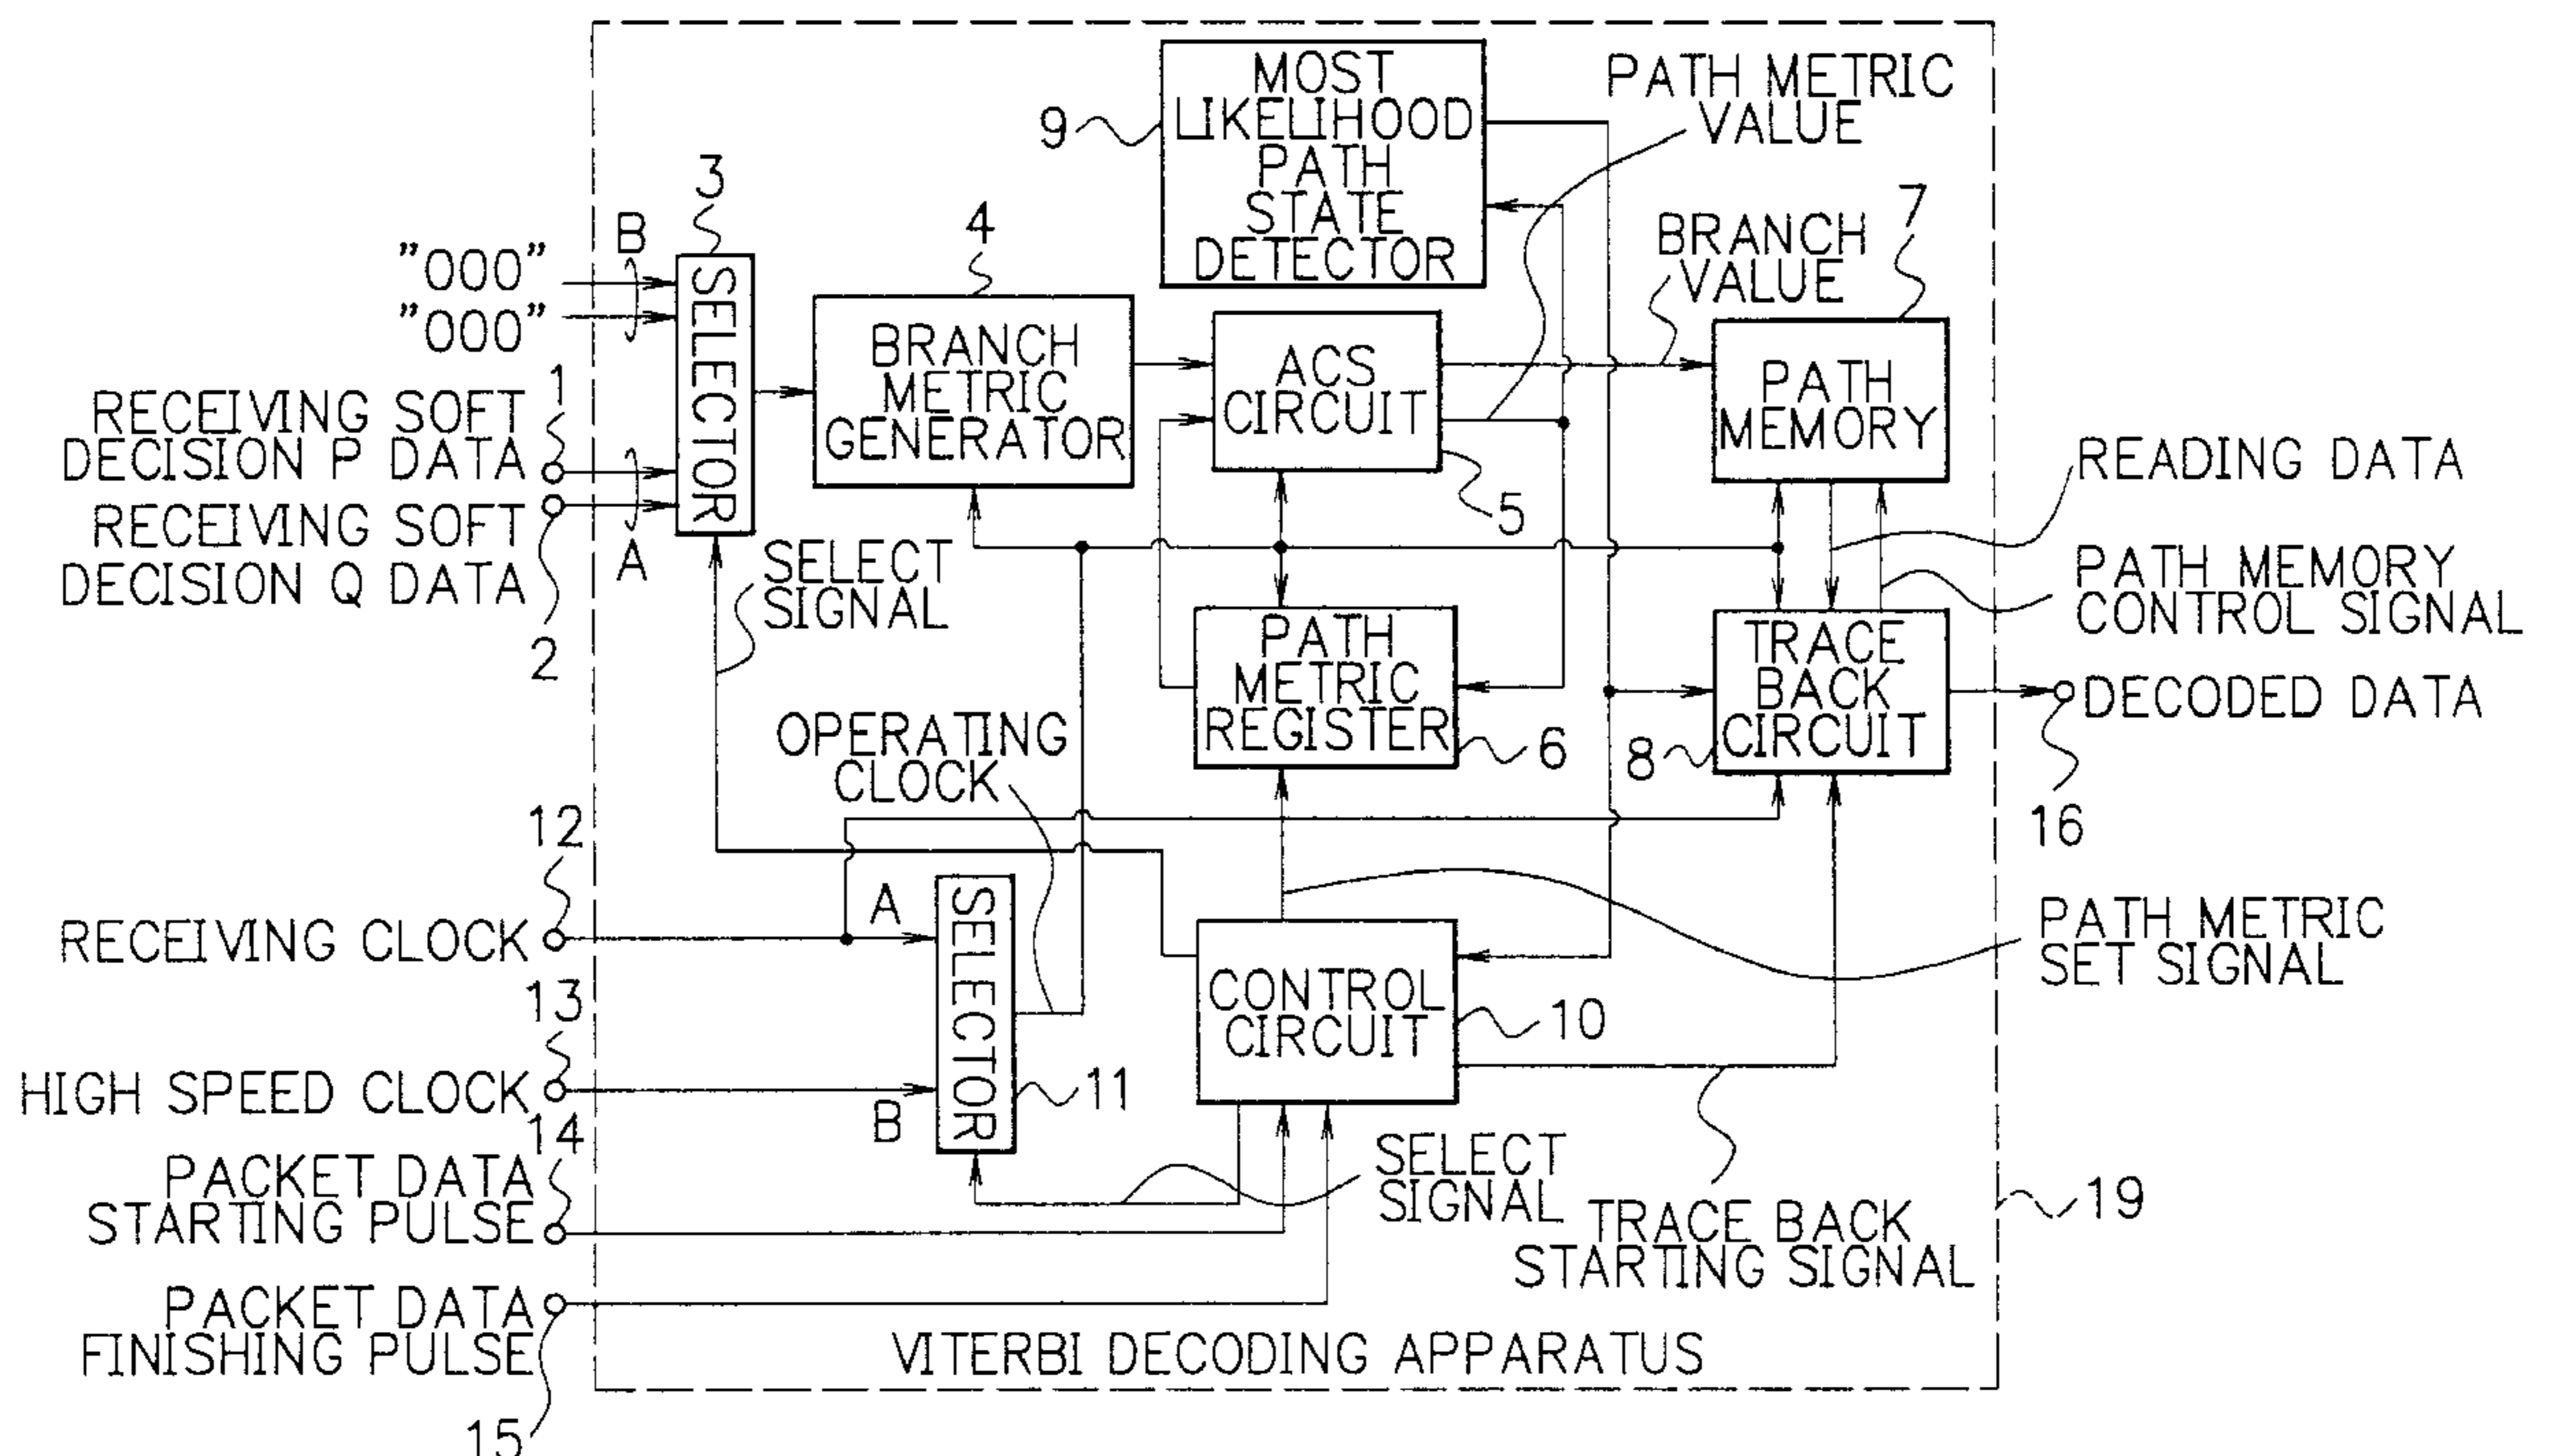 MOST
LIKELIHOOD
PATH
STATE
DETECTOR
9
PATH METRIC
VALUE
3
B
"000"
"000"
SELECTOR
4
BRANCH
METRIC
GENERATOR
ACS
CIRCUIT
5
BRANCH
VALUE
7
PATH
MEMORY
RECEIVING SOFT
DECISION P DATA
1
RECEIVING SOFT
DECISION Q DATA
2
A
SELECT
SIGNAL
READING DATA
PATH MEMORY
CONTROL SIGNAL
PATH
METRIC
REGISTER
6
TRACE
BACK
CIRCUIT
8
DECODED DATA
16
OPERATING
CLOCK
12
RECEIVING CLOCK
A
SELECTOR
11
13
HIGH SPEED CLOCK
B
CONTROL
CIRCUIT
10
PATH METRIC
SET SIGNAL
14
PACKET DATA
STARTING PULSE
SELECT
SIGNAL
TRACE BACK
STARTING SIGNAL
19
PACKET DATA
FINISHING PULSE
15
VITERBI DECODING APPARATUS